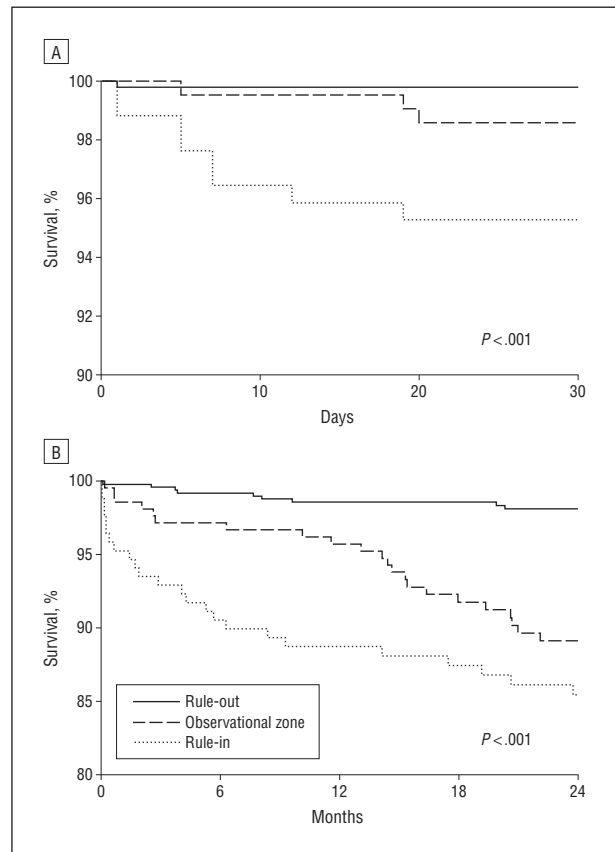 A
100
98
96
94
92
90
Survival, %
P < .001
0 10 20 30
Days
B
100
95
90
85
80
Survival, %
Rule-out
Observational zone
Rule-in
P < .001
0 6 12 18 24
Months